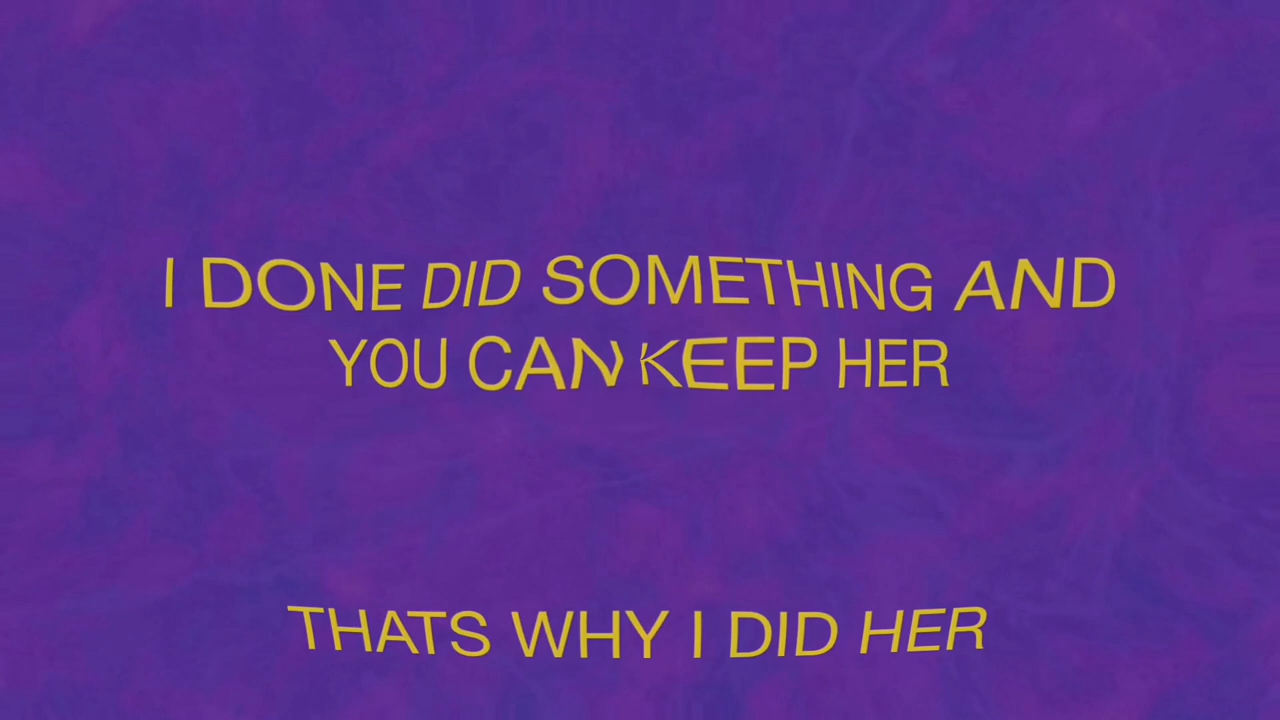 I DONE DID SOMETHING AND
YOU CAN KEEP HER
THATS WHY I DID HER